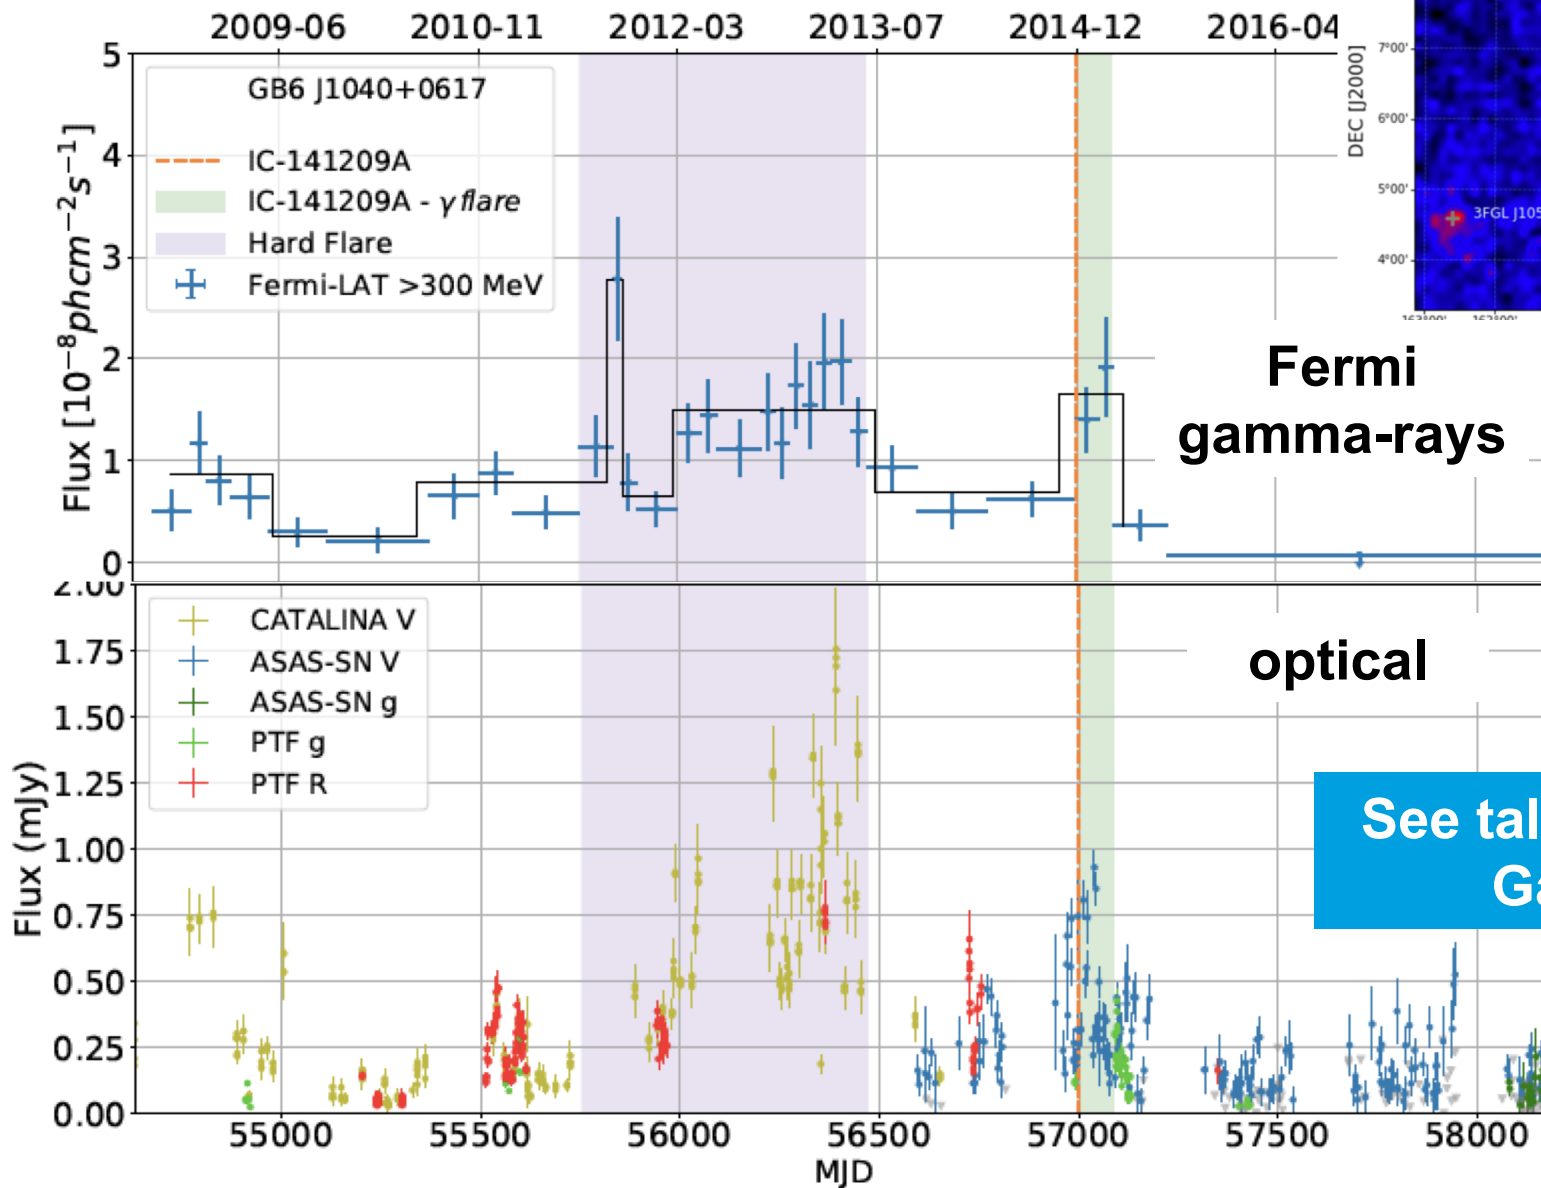 2009-06 2010-11 2012-03 2013-07 2014-12 2016-04
5
4
3
2
1
0
Flux [10⁻⁸phcm⁻²s⁻¹]
GB6 J1040+0617
IC-141209A
IC-141209A - γ flare
Hard Flare
Fermi-LAT >300 MeV
DEC [J2000]
7°00'
6°00'
5°00'
4°00'
3FGL J105
Fermi
gamma-rays
2.00
1.75
1.50
1.25
1.00
0.75
0.50
0.25
0.00
Flux (mJy)
CATALINA V
ASAS-SN V
ASAS-SN g
PTF g
PTF R
optical
See tal
Ga
55000 55500 56000 56500 57000 57500 58000
MJD